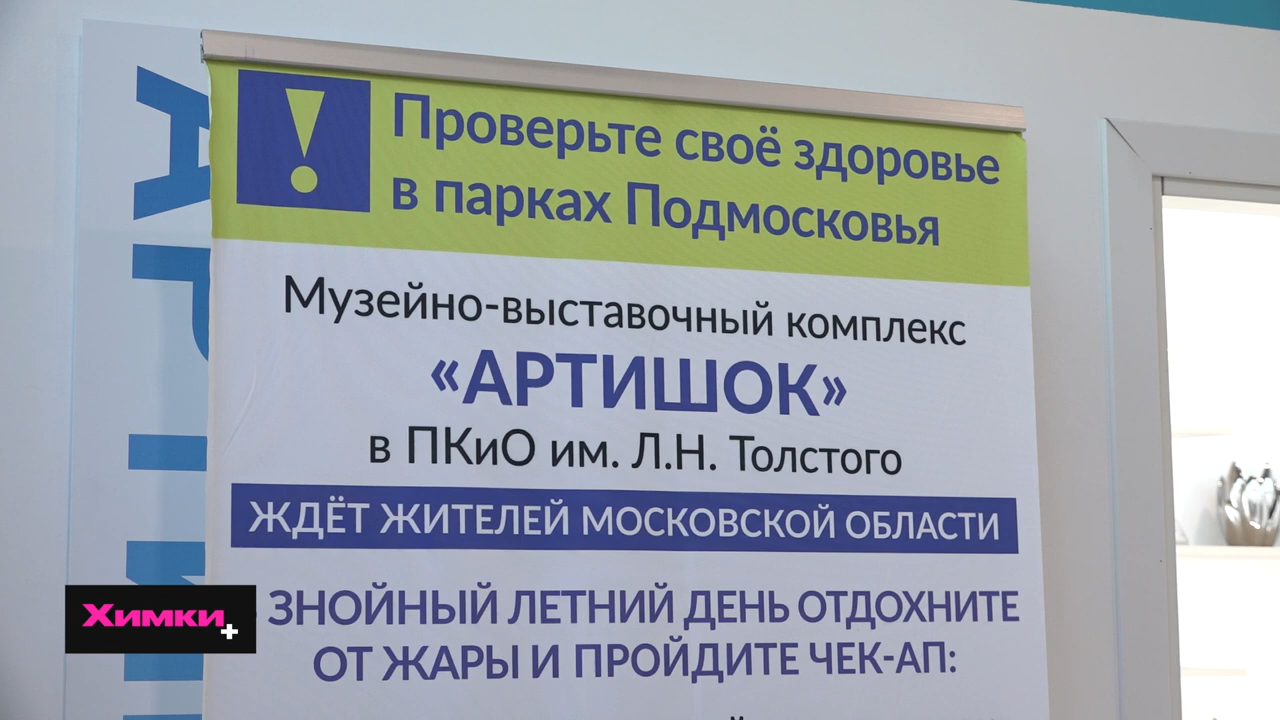 Проверьте своё здоровье
в парках Подмосковья
Музейно-выставочный комплекс
«АРТИШОК»
в ПКиО им. Л.Н. Толстого
ЖДЁТ ЖИТЕЛЕЙ МОСКОВСКОЙ ОБЛАСТИ
ЗНОЙНЫЙ ЛЕТНИЙ ДЕНЬ ОТДОХНИТЕ
ОТ ЖАРЫ И ПРОЙДИТЕ ЧЕК-АП:
Химки+